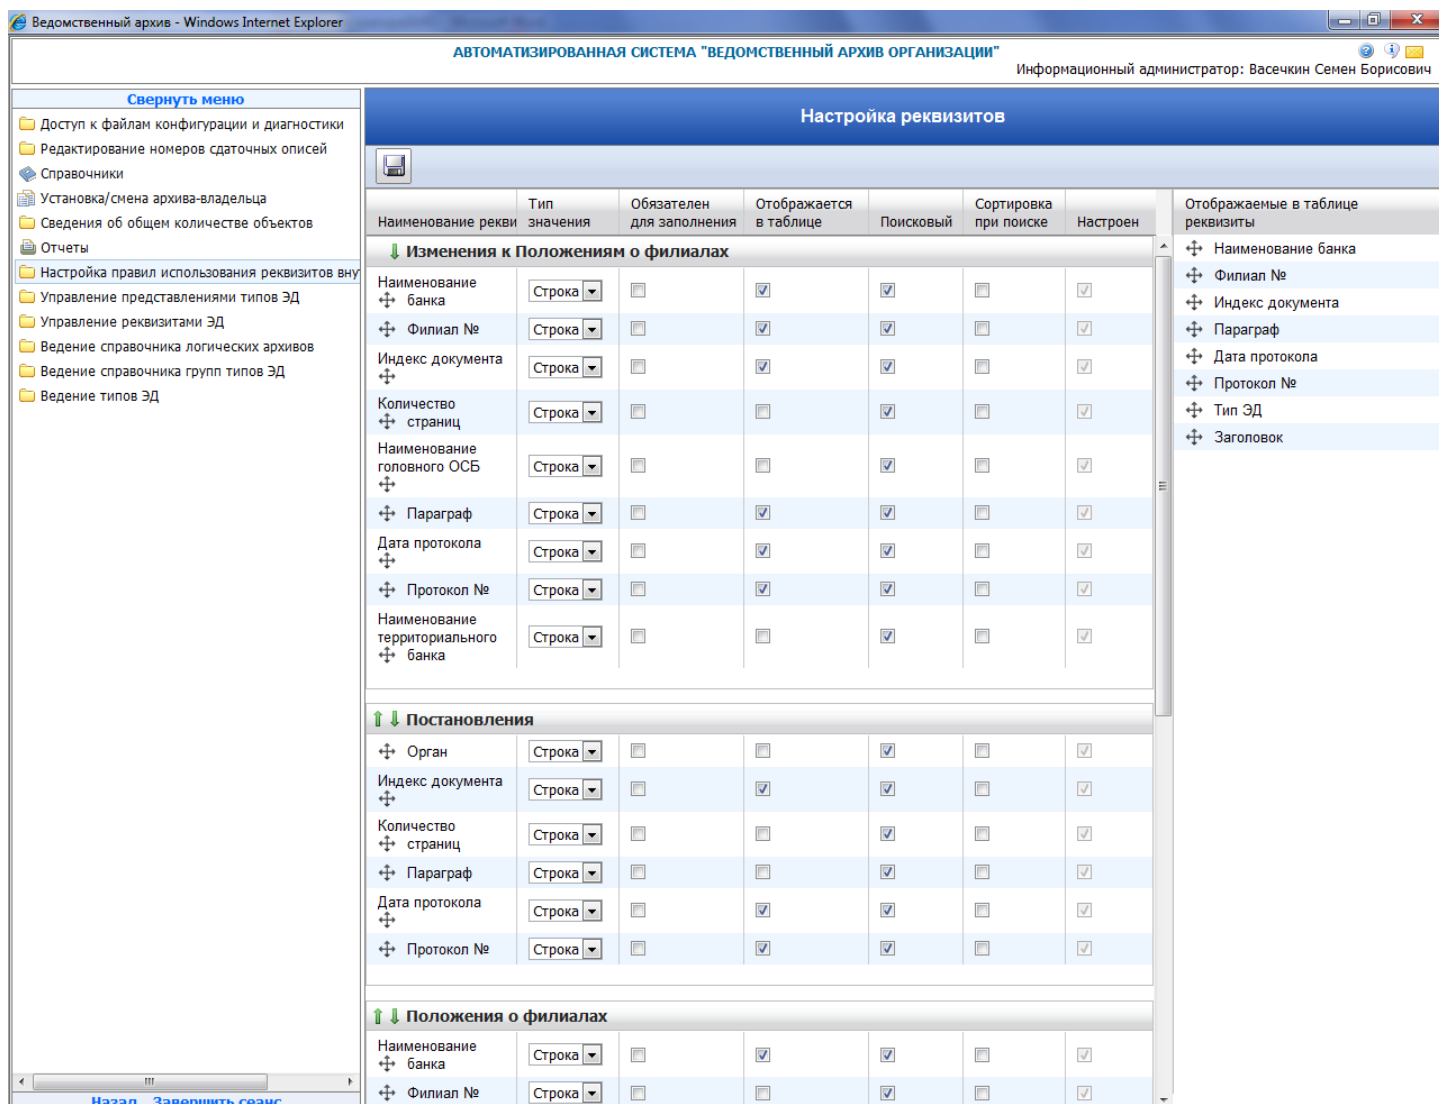 Ведомственный архив - Windows Internet Explorer
АВТОМАТИЗИРОВАННАЯ СИСТЕМА "ВЕДОМСТВЕННЫЙ АРХИВ ОРГАНИЗАЦИИ"
Информационный администратор: Васечкин Семен Борисович
Свернуть меню
Доступ к файлам конфигурации и диагностики
Редактирование номеров сдаточных описей
Справочники
Установка/смена архива-владельца
Сведения об общем количестве объектов
Отчеты
Настройка правил использования реквизитов вну
Управление представлениями типов ЭД
Управление реквизитами ЭД
Ведение справочника логических архивов
Ведение справочника групп типов ЭД
Ведение типов ЭД
Назад Завершить сеанс
Настройка реквизитов
Наименование рекви Тип значения Обязателен для заполнения Отображается в таблице Поисковый Сортировка при поиске Настроен
Изменения к Положениям о филиалах
Наименование
банка Строка
Филиал № Строка
Индекс документа Строка
Количество
страниц Строка
Наименование
головного ОСБ Строка
Параграф Строка
Дата протокола Строка
Протокол № Строка
Наименование
территориального Строка
банка
Постановления
Орган Строка
Индекс документа Строка
Количество
страниц Строка
Параграф Строка
Дата протокола Строка
Протокол № Строка
Положения о филиалах
Наименование
банка Строка
Филиал № Строка
Отображаемые в таблице
реквизиты
Наименование банка
Филиал №
Индекс документа
Параграф
Дата протокола
Протокол №
Тип ЭД
Заголовок